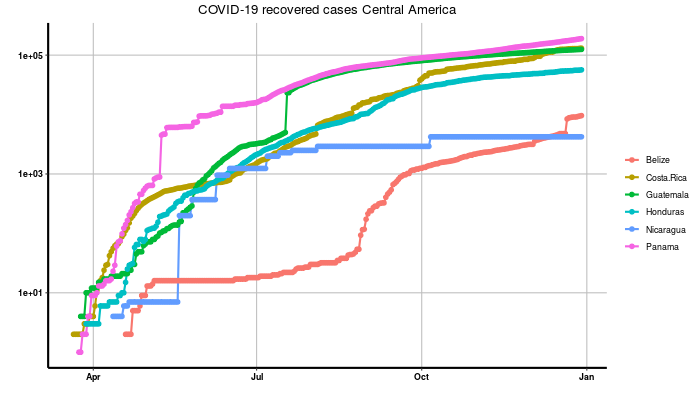 COVID-19 recovered cases Central America
1e+05
1e+03
1e+01
Apr
Jul
Oct
Jan
Belize
Costa.Rica
Guatemala
Honduras
Nicaragua
Panama